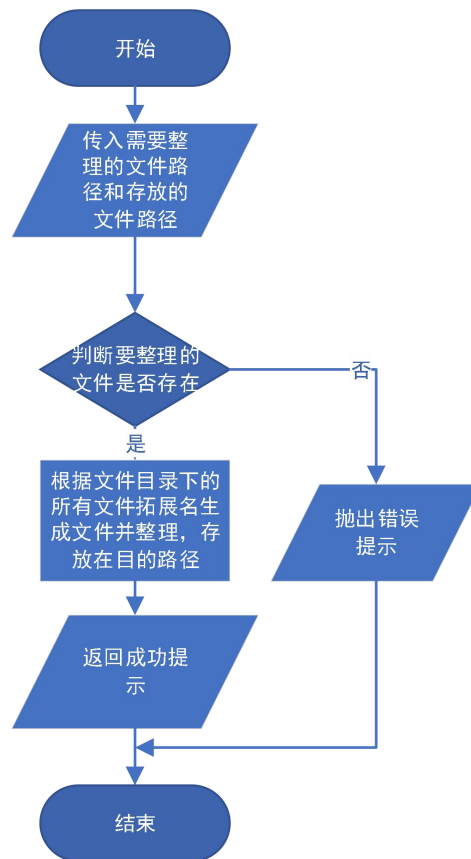 开始
传入需要整
理的文件路
径和存放的
文件路径
判断要整理的
文件是否存在
否
是
根据文件目录下的
所有文件拓展名生
成文件并整理，存
放在目的路径
抛出错误
提示
返回成功提
示
结束